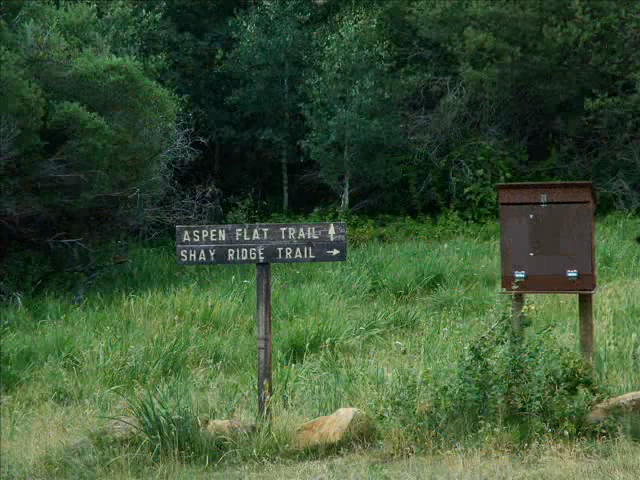 ASPEN FLAT TRAIL ↑
SHAY RIDGE TRAIL →